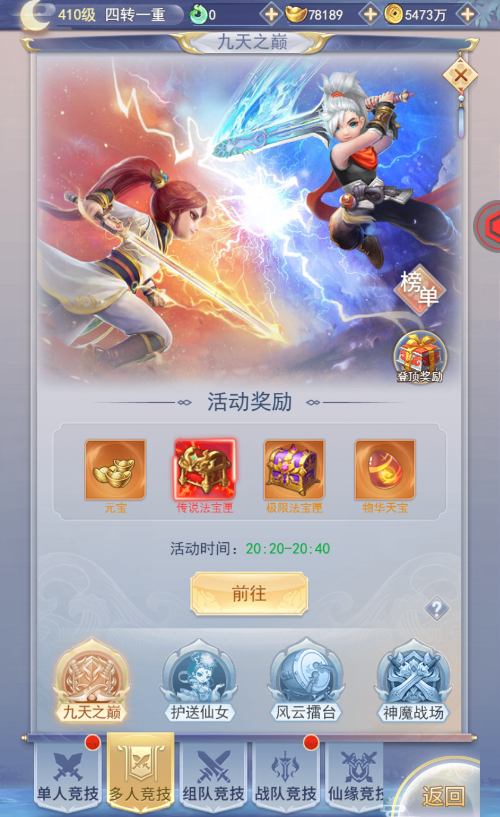 410级 四转一重 0 78189 5473万
九天之巅
榜单
登顶奖励
活动奖励
元宝 传说法宝匣 极限法宝匣 物华天宝
活动时间：20:20-20:40
前往
?
九天之巅 护送仙女 风云擂台 神魔战场
单人竞技 多人竞技 组队竞技 战队竞技 仙缘竞技
返回